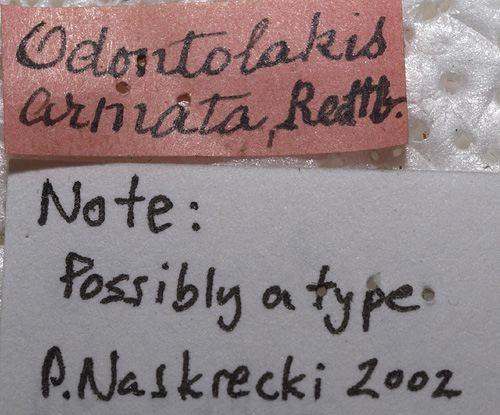 Odontolakis
armata, Redtb.
Note:
Possibly a type
P. Naskrecki 2002